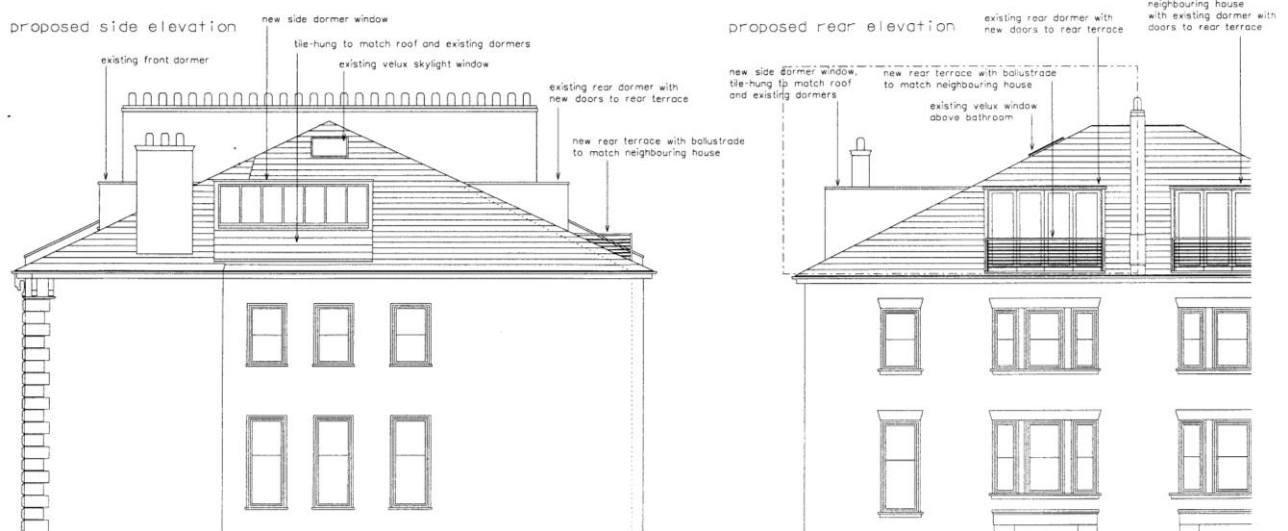 proposed side elevation
new side dormer window
tile-hung to match roof and existing dormers
existing front dormer
existing velux skylight window
existing rear dormer with
new doors to rear terrace
new rear terrace with ballustrade
to match neighbouring house
proposed rear elevation
existing rear dormer with
new doors to rear terrace
neighbouring house
with existing dormer with
doors to rear terrace
new side dormer window,
tile-hung to match roof
and existing dormers
new rear terrace with ballustrade
to match neighbouring house
existing velux window
above bathroom